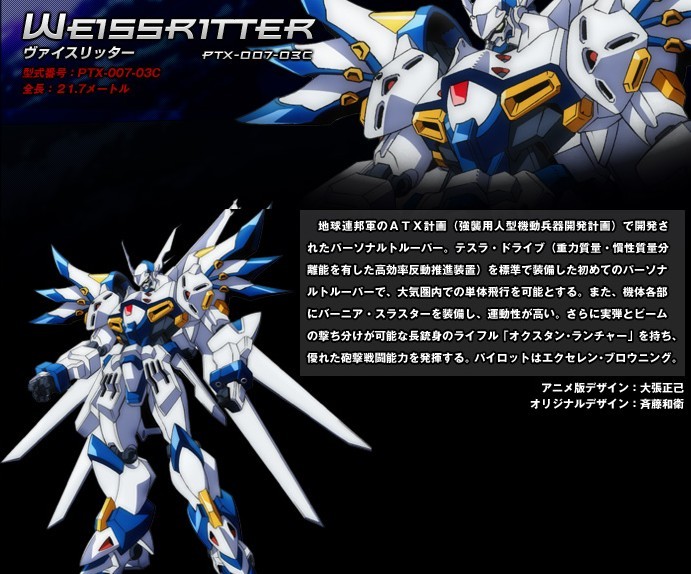 WEISSRITTER
ヴァイスリッター PTX-007-03C
型式番号：PTX-007-03C
全長：21.7メートル
地球連邦軍のＡＴＸ計画（強襲用人型機動兵器開発計画）で開発さ
れたパーソナルトルーパー。テスラ・ドライブ（重力質量・慣性質量分
離能を有した高効率反動推進装置）を標準で装備した初めてのパーソナ
ルトルーパーで、大気圏内での単体飛行を可能とする。また、機体各部
にバーニア・スラスターを装備し、運動性が高い。さらに実弾とビーム
の撃ち分けが可能な長銃身のライフル「オクスタン・ランチャー」を持ち、
優れた砲撃戦闘能力を発揮する。パイロットはエクセレン・ブロウニング。
アニメ版デザイン：大張正己
オリジナルデザイン：斉藤和衛